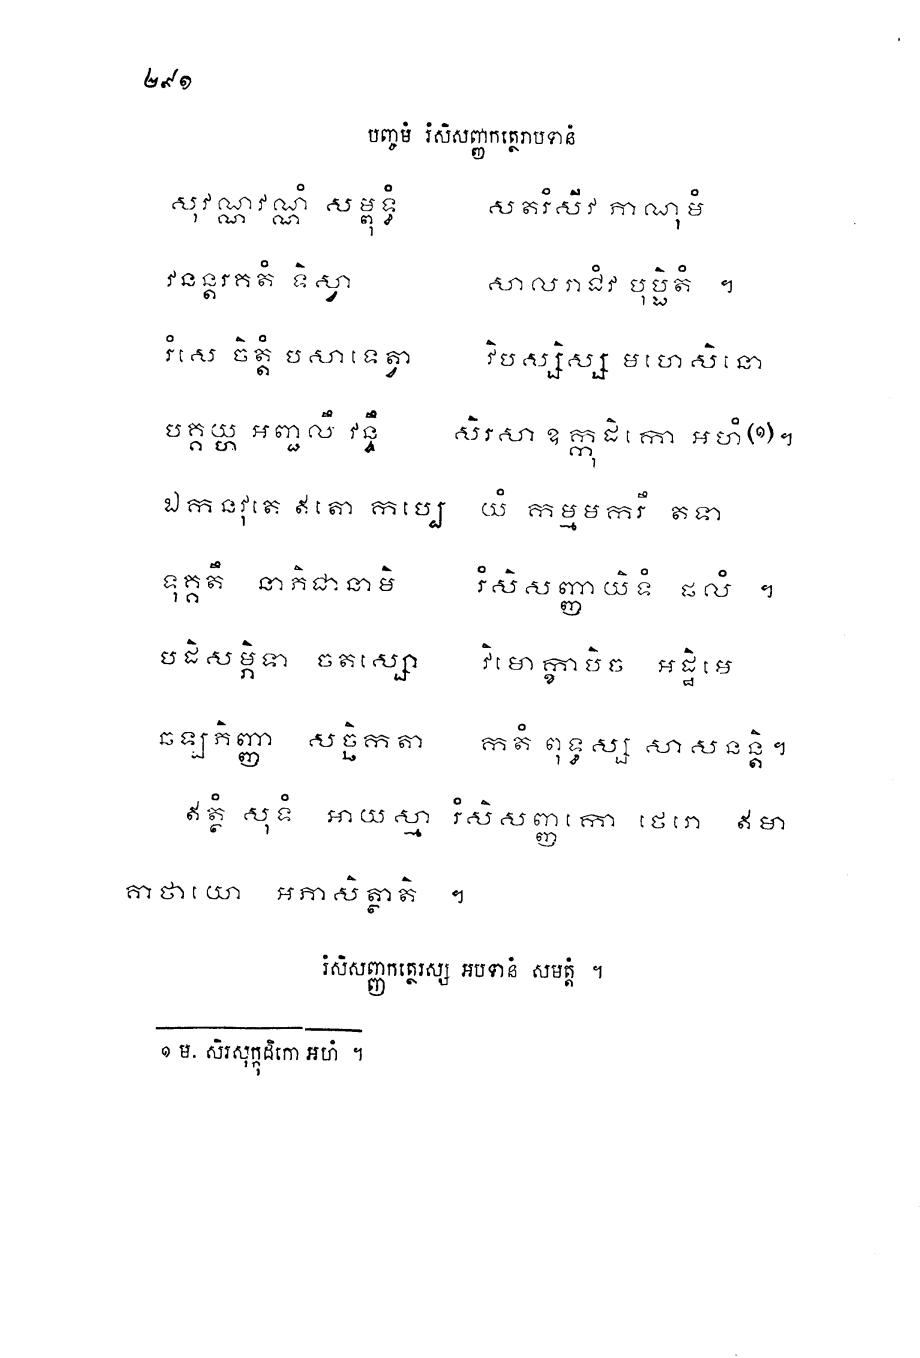 ២៩១
បញ្ចមំ រំសិសញ្ញកត្ថេរាបទានំ
សុវណ្ណវណ្ណំ សម្ពុទ្ធំ សតរំសីវ ភាណុមំ
វនន្តរគតំ ទិស្វា សាលរាជំវ បុប្ផិតំ ។
រំសេ ចិត្តំ បសាទេត្វា វិបស្សិស្ស មហេសិនោ
បគ្គយ្ហ អញ្ជលឹ វន្ទឹ សិរសា ឧក្កុដិកោ អហំ(១)។
ឯកនវុតេ ឥតោ កប្បេ យំ កម្មមករឹ តទា
ទុគ្គតឹ នាភិជានាមិ រំសិសញ្ញាយិទំ ផលំ ។
បដិសម្ភិទា ចតស្សោ វិមោក្ខាបិច អដ្ឋិមេ
ឆឡភិញ្ញា សច្ឆិកតា កតំ ពុទ្ធស្ស សាសនន្តិ។
ឥត្ថំ សុទំ អាយស្មា រំសិសញ្ញកោ ថេរោ ឥមា
គាថាយោ អភាសិត្ថាតិ ។
រំសិសញ្ញកត្ថេរស្ស អបទានំ សមត្តំ ។
១ ម. សិរសុក្កុដិកោ អហំ ។